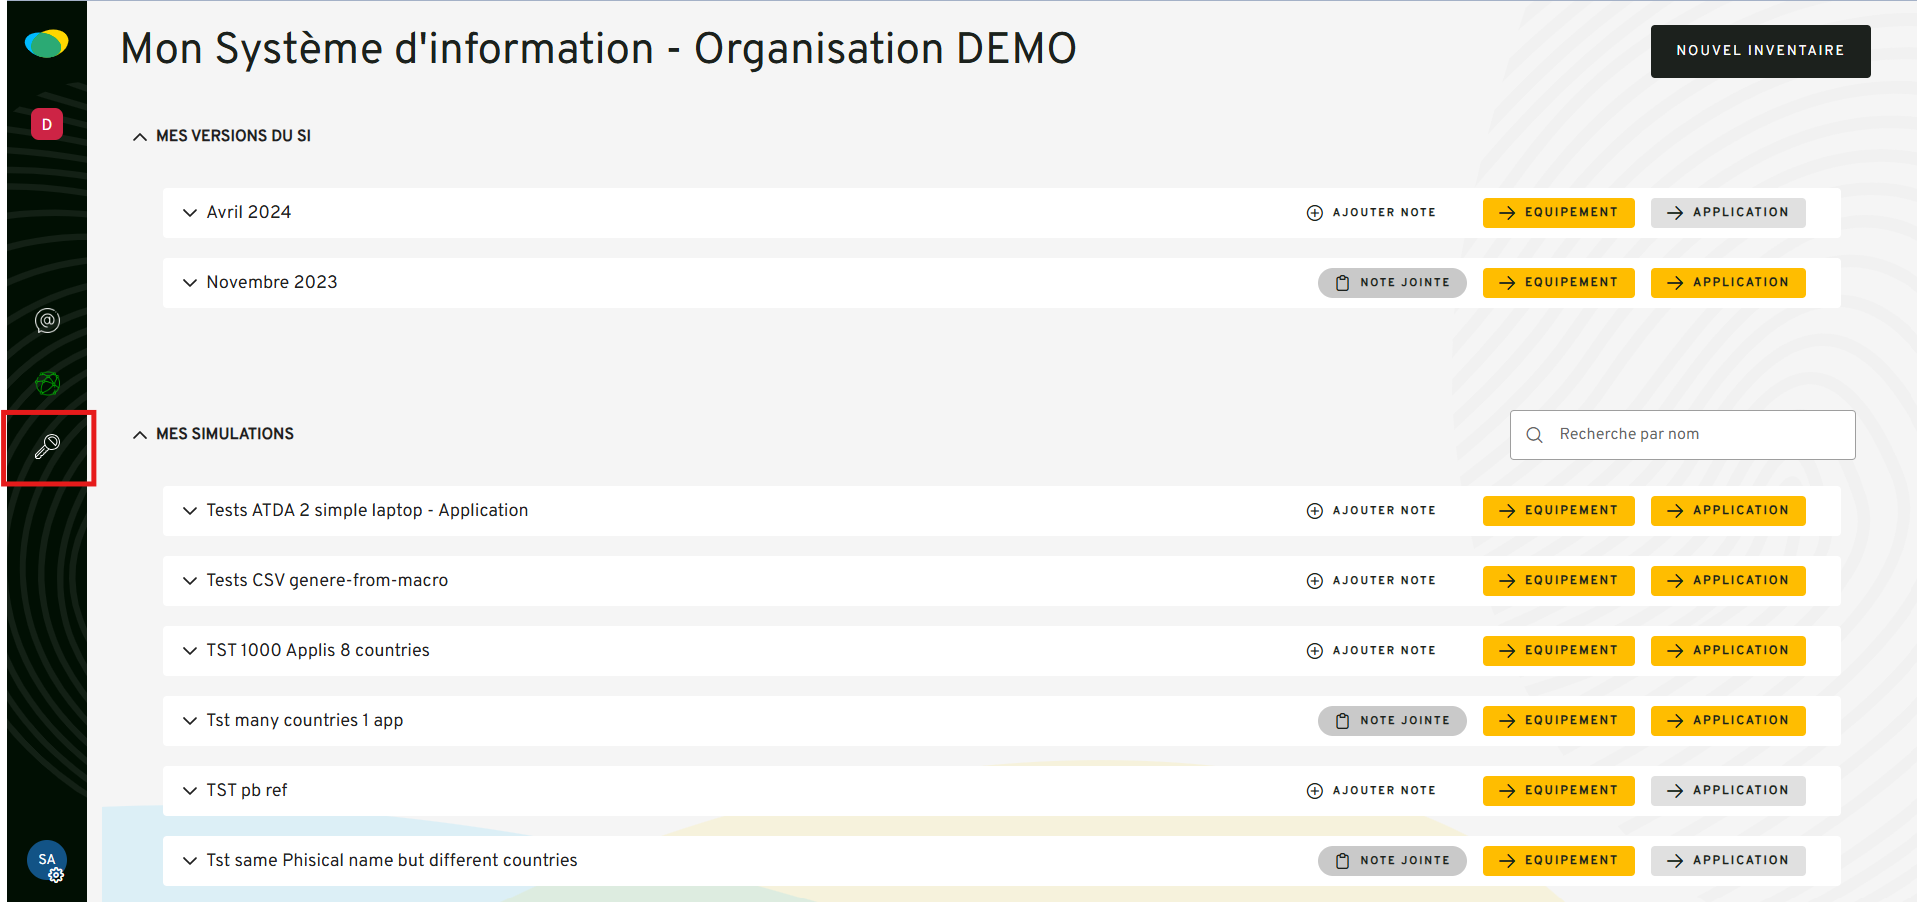 Mon Système d'information - Organisation DEMO
NOUVEL INVENTAIRE
D
MES VERSIONS DU SI
Avril 2024 AJOUTER NOTE EQUIPEMENT APPLICATION
Novembre 2023 NOTE JOINTE EQUIPEMENT APPLICATION
@
MES SIMULATIONS
Recherche par nom
Tests ATDA 2 simple laptop - Application AJOUTER NOTE EQUIPEMENT APPLICATION
Tests CSV genere-from-macro AJOUTER NOTE EQUIPEMENT APPLICATION
TST 1000 Applis 8 countries AJOUTER NOTE EQUIPEMENT APPLICATION
Tst many countries 1 app NOTE JOINTE EQUIPEMENT APPLICATION
TST pb ref AJOUTER NOTE EQUIPEMENT APPLICATION
Tst same Phisical name but different countries NOTE JOINTE EQUIPEMENT APPLICATION
SA